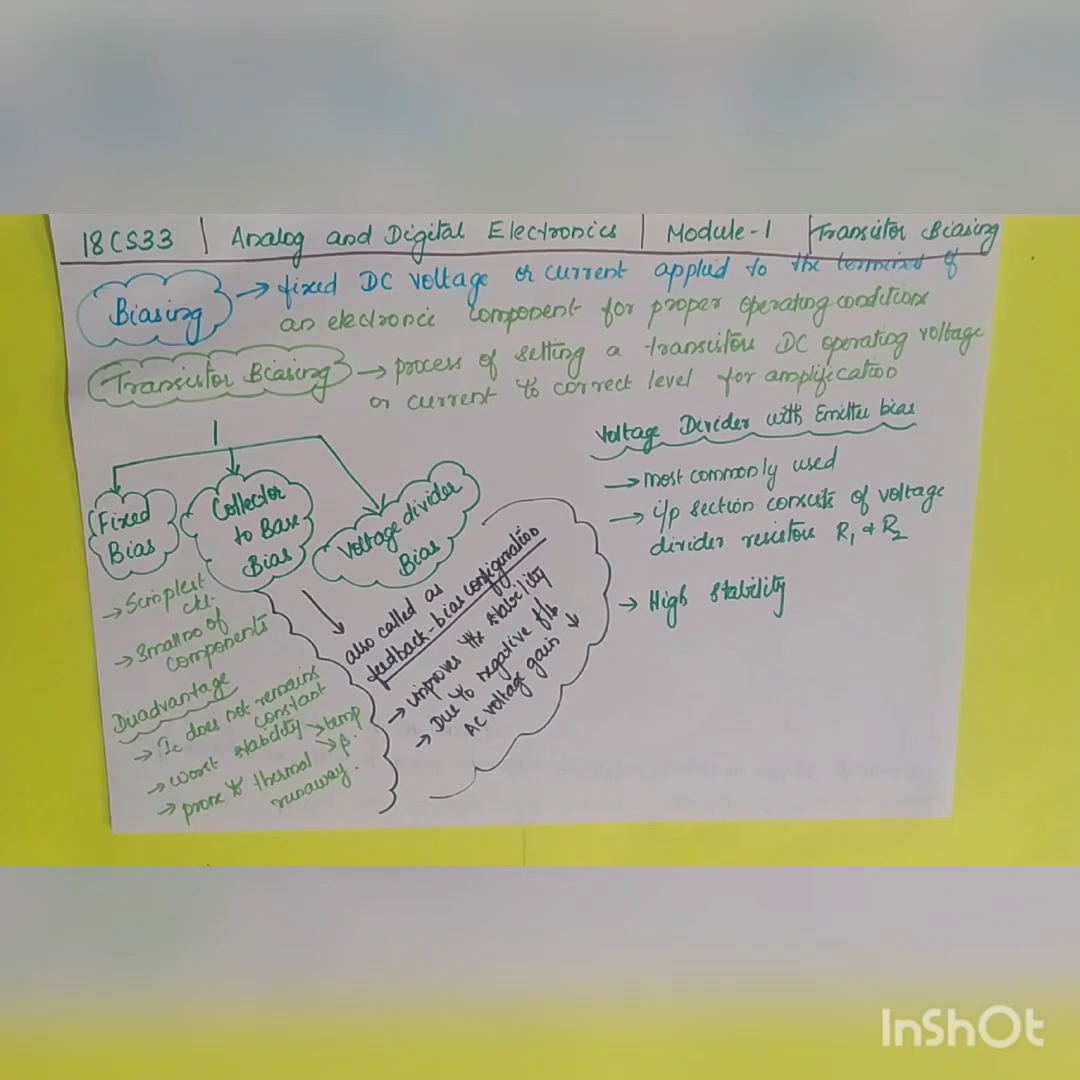 18CS33 | Analog and Digital Electronics | Module-1 | Transistor Biasing
Biasing → fixed DC voltage or current applied to the terminal of
an electronic component for proper operating conditions
Transistor Biasing → process of setting a transistors DC operating voltage
or current to correct level for amplification
Fixed
Bias
Collector
to Base
Bias
Voltage divider
Bias
→ Simplest
ckt.
→ Small no of
components
Disadvantage
→ Ic does not remains
constant
→ worst stability → temp
→ β.
→ prone to thermal
runaway.
also called as
feedback-bias configuration
→ improves the stability
→ Due to negative f/b
AC voltage gain ↓
Voltage Divider with Emitter bias
→ most commonly used
→ i/p section consists of voltage
divider resistors R₁ & R₂
→ High stability
InShOt